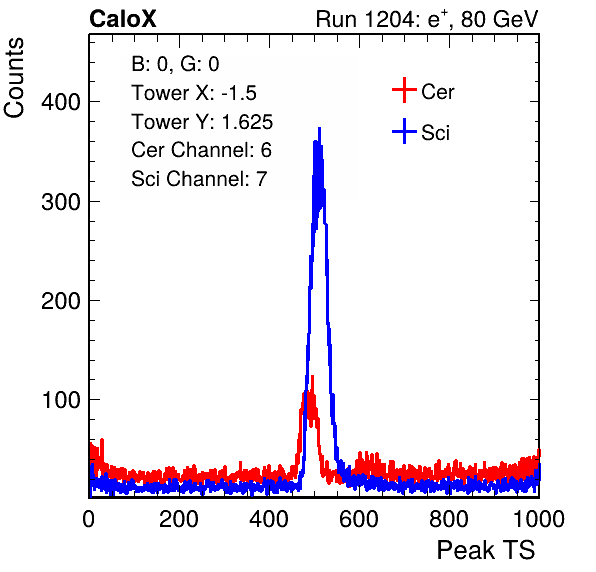 CaloX
Run 1204: e+, 80 GeV
Counts
B: 0, G: 0
Tower X: -1.5
Tower Y: 1.625
Cer Channel: 6
Sci Channel: 7
Cer
Sci
400
300
200
100
0 200 400 600 800 1000
Peak TS